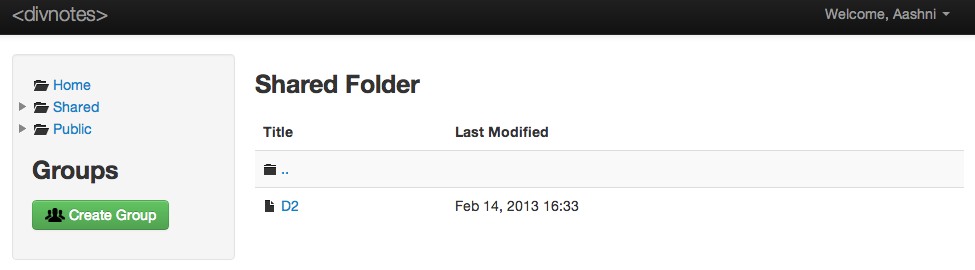 <divnotes>
Welcome, Aashni
Home
Shared
Public
Groups
Create Group
Shared Folder
Title Last Modified
..
D2 Feb 14, 2013 16:33